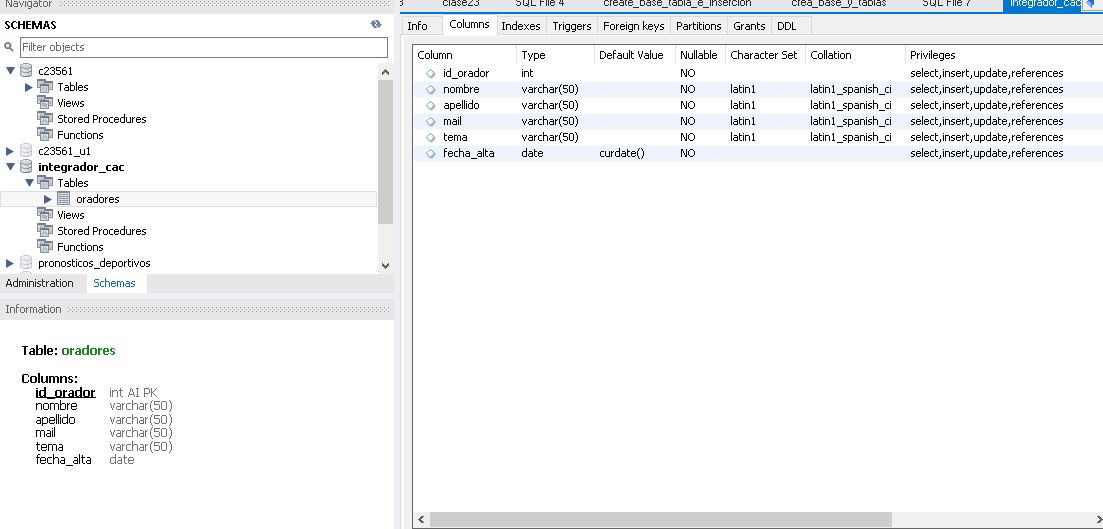 Navigator
SCHEMAS
Filter objects
c23561
Tables
Views
Stored Procedures
Functions
c23561_u1
integrador_cac
Tables
oradores
Views
Stored Procedures
Functions
pronosticos_deportivos
Administration Schemas
Information
Table: oradores
Columns:
id_orador int AI PK
nombre varchar(50)
apellido varchar(50)
mail varchar(50)
tema varchar(50)
fecha_alta date
3 clase23 SQL File 4 create_base_tabla_e_insercion crea_base_y_tablas SQL File 7 integrador_cac
Info Columns Indexes Triggers Foreign keys Partitions Grants DDL
Column Type Default Value Nullable Character Set Collation Privileges
id_orador int NO select,insert,update,references
nombre varchar(50) NO latin1 latin1_spanish_ci select,insert,update,references
apellido varchar(50) NO latin1 latin1_spanish_ci select,insert,update,references
mail varchar(50) NO latin1 latin1_spanish_ci select,insert,update,references
tema varchar(50) NO latin1 latin1_spanish_ci select,insert,update,references
fecha_alta date curdate() NO select,insert,update,references